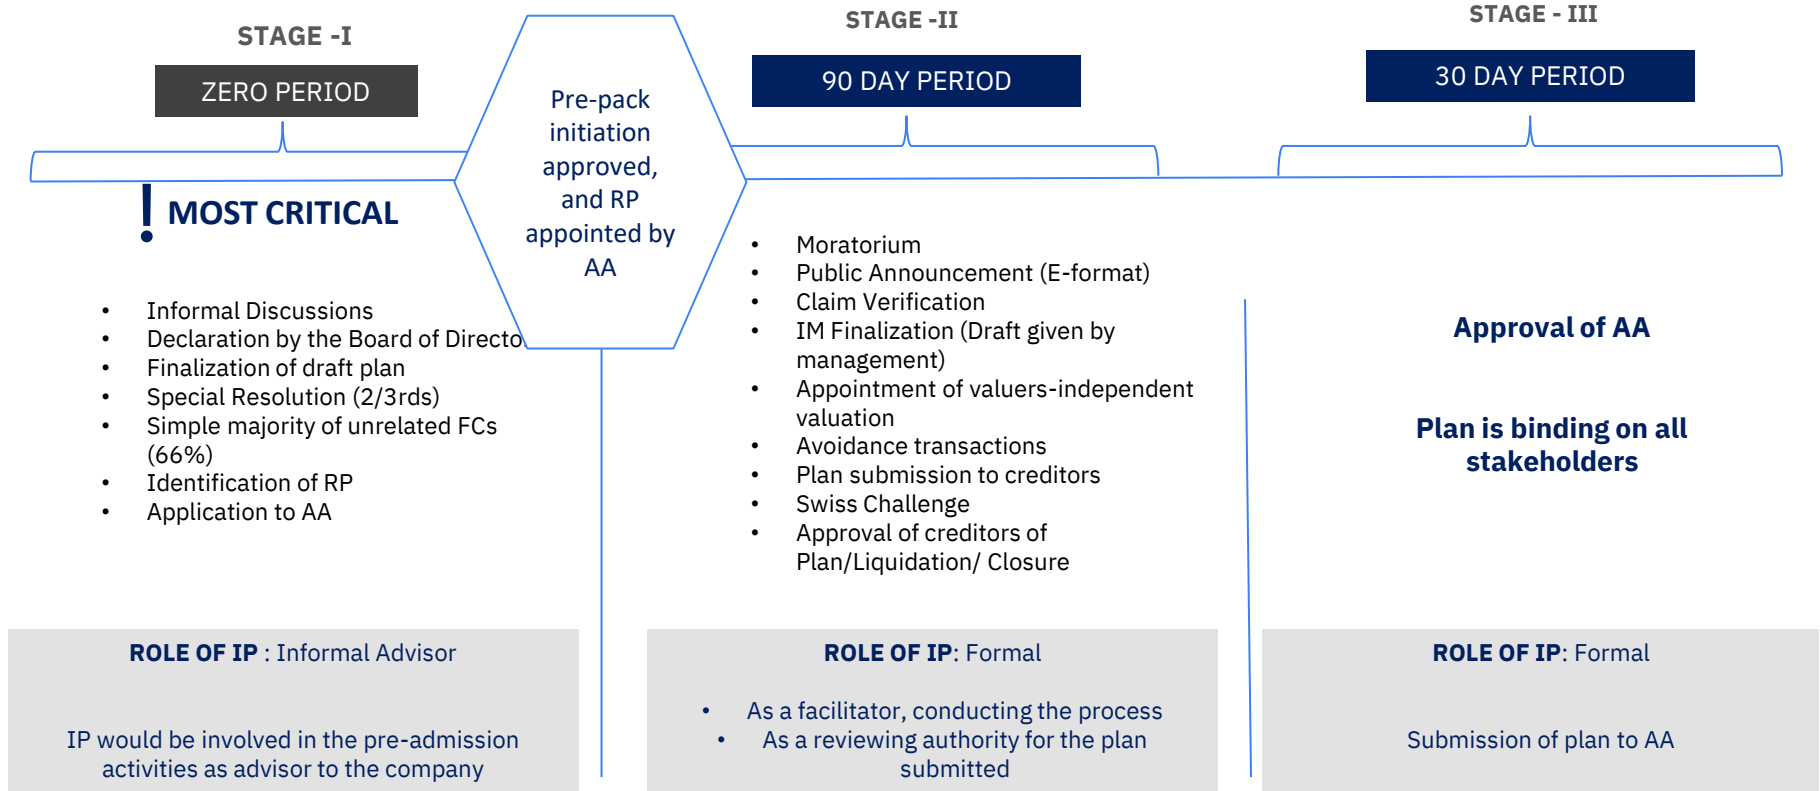 STAGE -I
ZERO PERIOD
! MOST CRITICAL
• Informal Discussions
• Declaration by the Board of Directo
• Finalization of draft plan
• Special Resolution (2/3rds)
• Simple majority of unrelated FCs
(66%)
• Identification of RP
• Application to AA
ROLE OF IP : Informal Advisor
IP would be involved in the pre-admission
activities as advisor to the company
Pre-pack
initiation
approved,
and RP
appointed by
AA
STAGE -II
90 DAY PERIOD
• Moratorium
• Public Announcement (E-format)
• Claim Verification
• IM Finalization (Draft given by
management)
• Appointment of valuers-independent
valuation
• Avoidance transactions
• Plan submission to creditors
• Swiss Challenge
• Approval of creditors of
Plan/Liquidation/ Closure
ROLE OF IP: Formal
• As a facilitator, conducting the process
• As a reviewing authority for the plan
submitted
STAGE - III
30 DAY PERIOD
Approval of AA
Plan is binding on all
stakeholders
ROLE OF IP: Formal
Submission of plan to AA